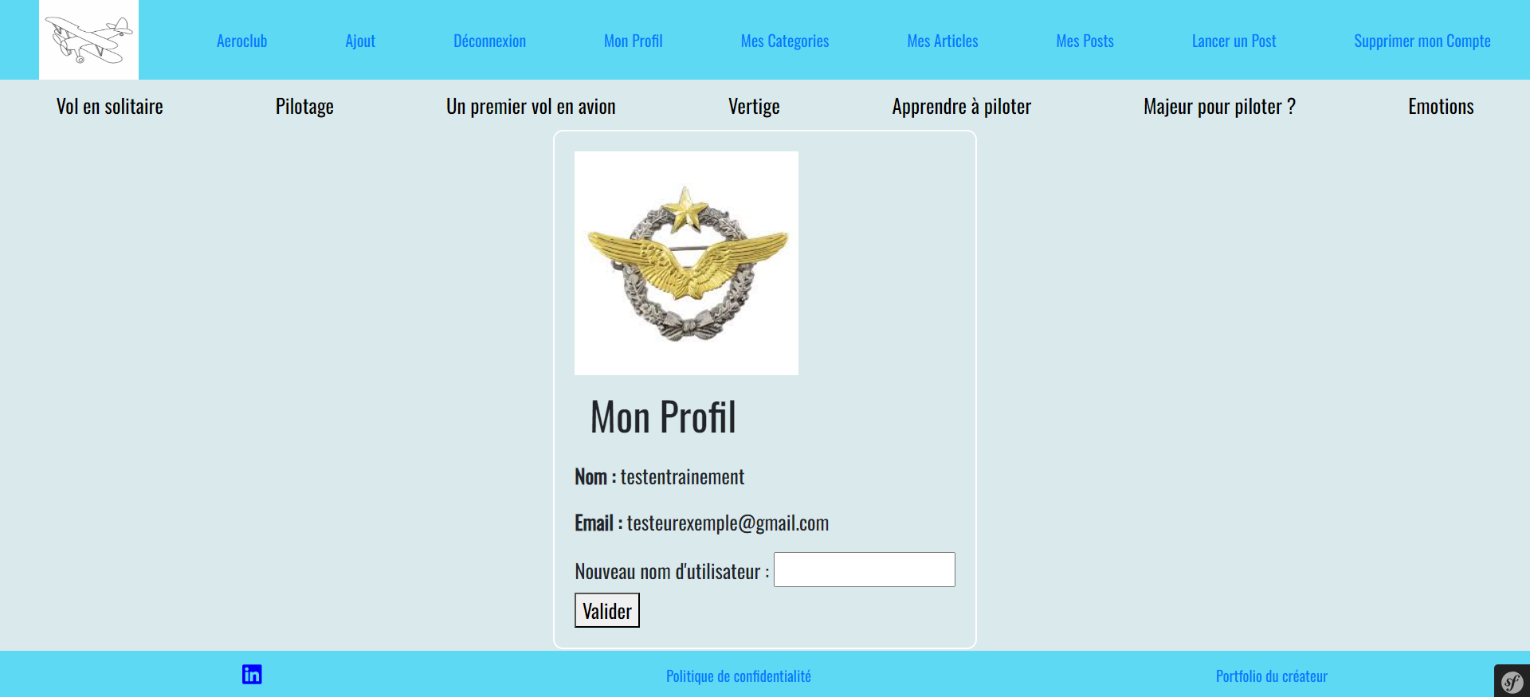 Aeroclub Ajout Déconnexion Mon Profil Mes Categories Mes Articles Mes Posts Lancer un Post Supprimer mon Compte
Vol en solitaire Pilotage Un premier vol en avion Vertige Apprendre à piloter Majeur pour piloter ? Emotions
Mon Profil
Nom : testentrainement
Email : testeurexemple@gmail.com
Nouveau nom d'utilisateur :
Valider
in Politique de confidentialité Portfolio du créateur sf